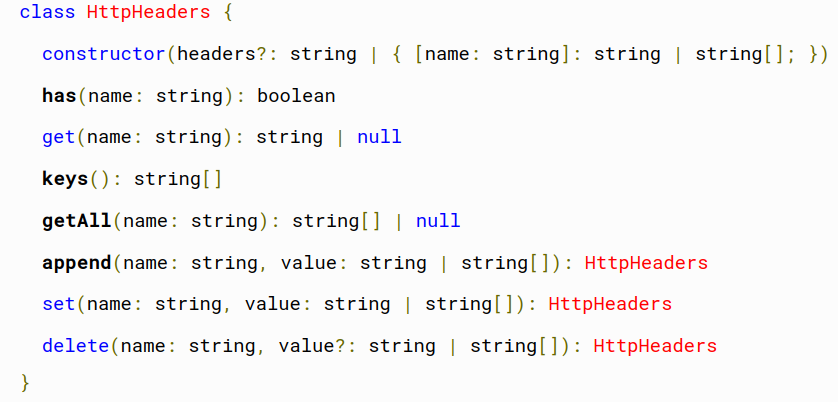 class HttpHeaders {
constructor(headers?: string | { [name: string]: string | string[]; })
has(name: string): boolean
get(name: string): string | null
keys(): string[]
getAll(name: string): string[] | null
append(name: string, value: string | string[]): HttpHeaders
set(name: string, value: string | string[]): HttpHeaders
delete(name: string, value?: string | string[]): HttpHeaders
}